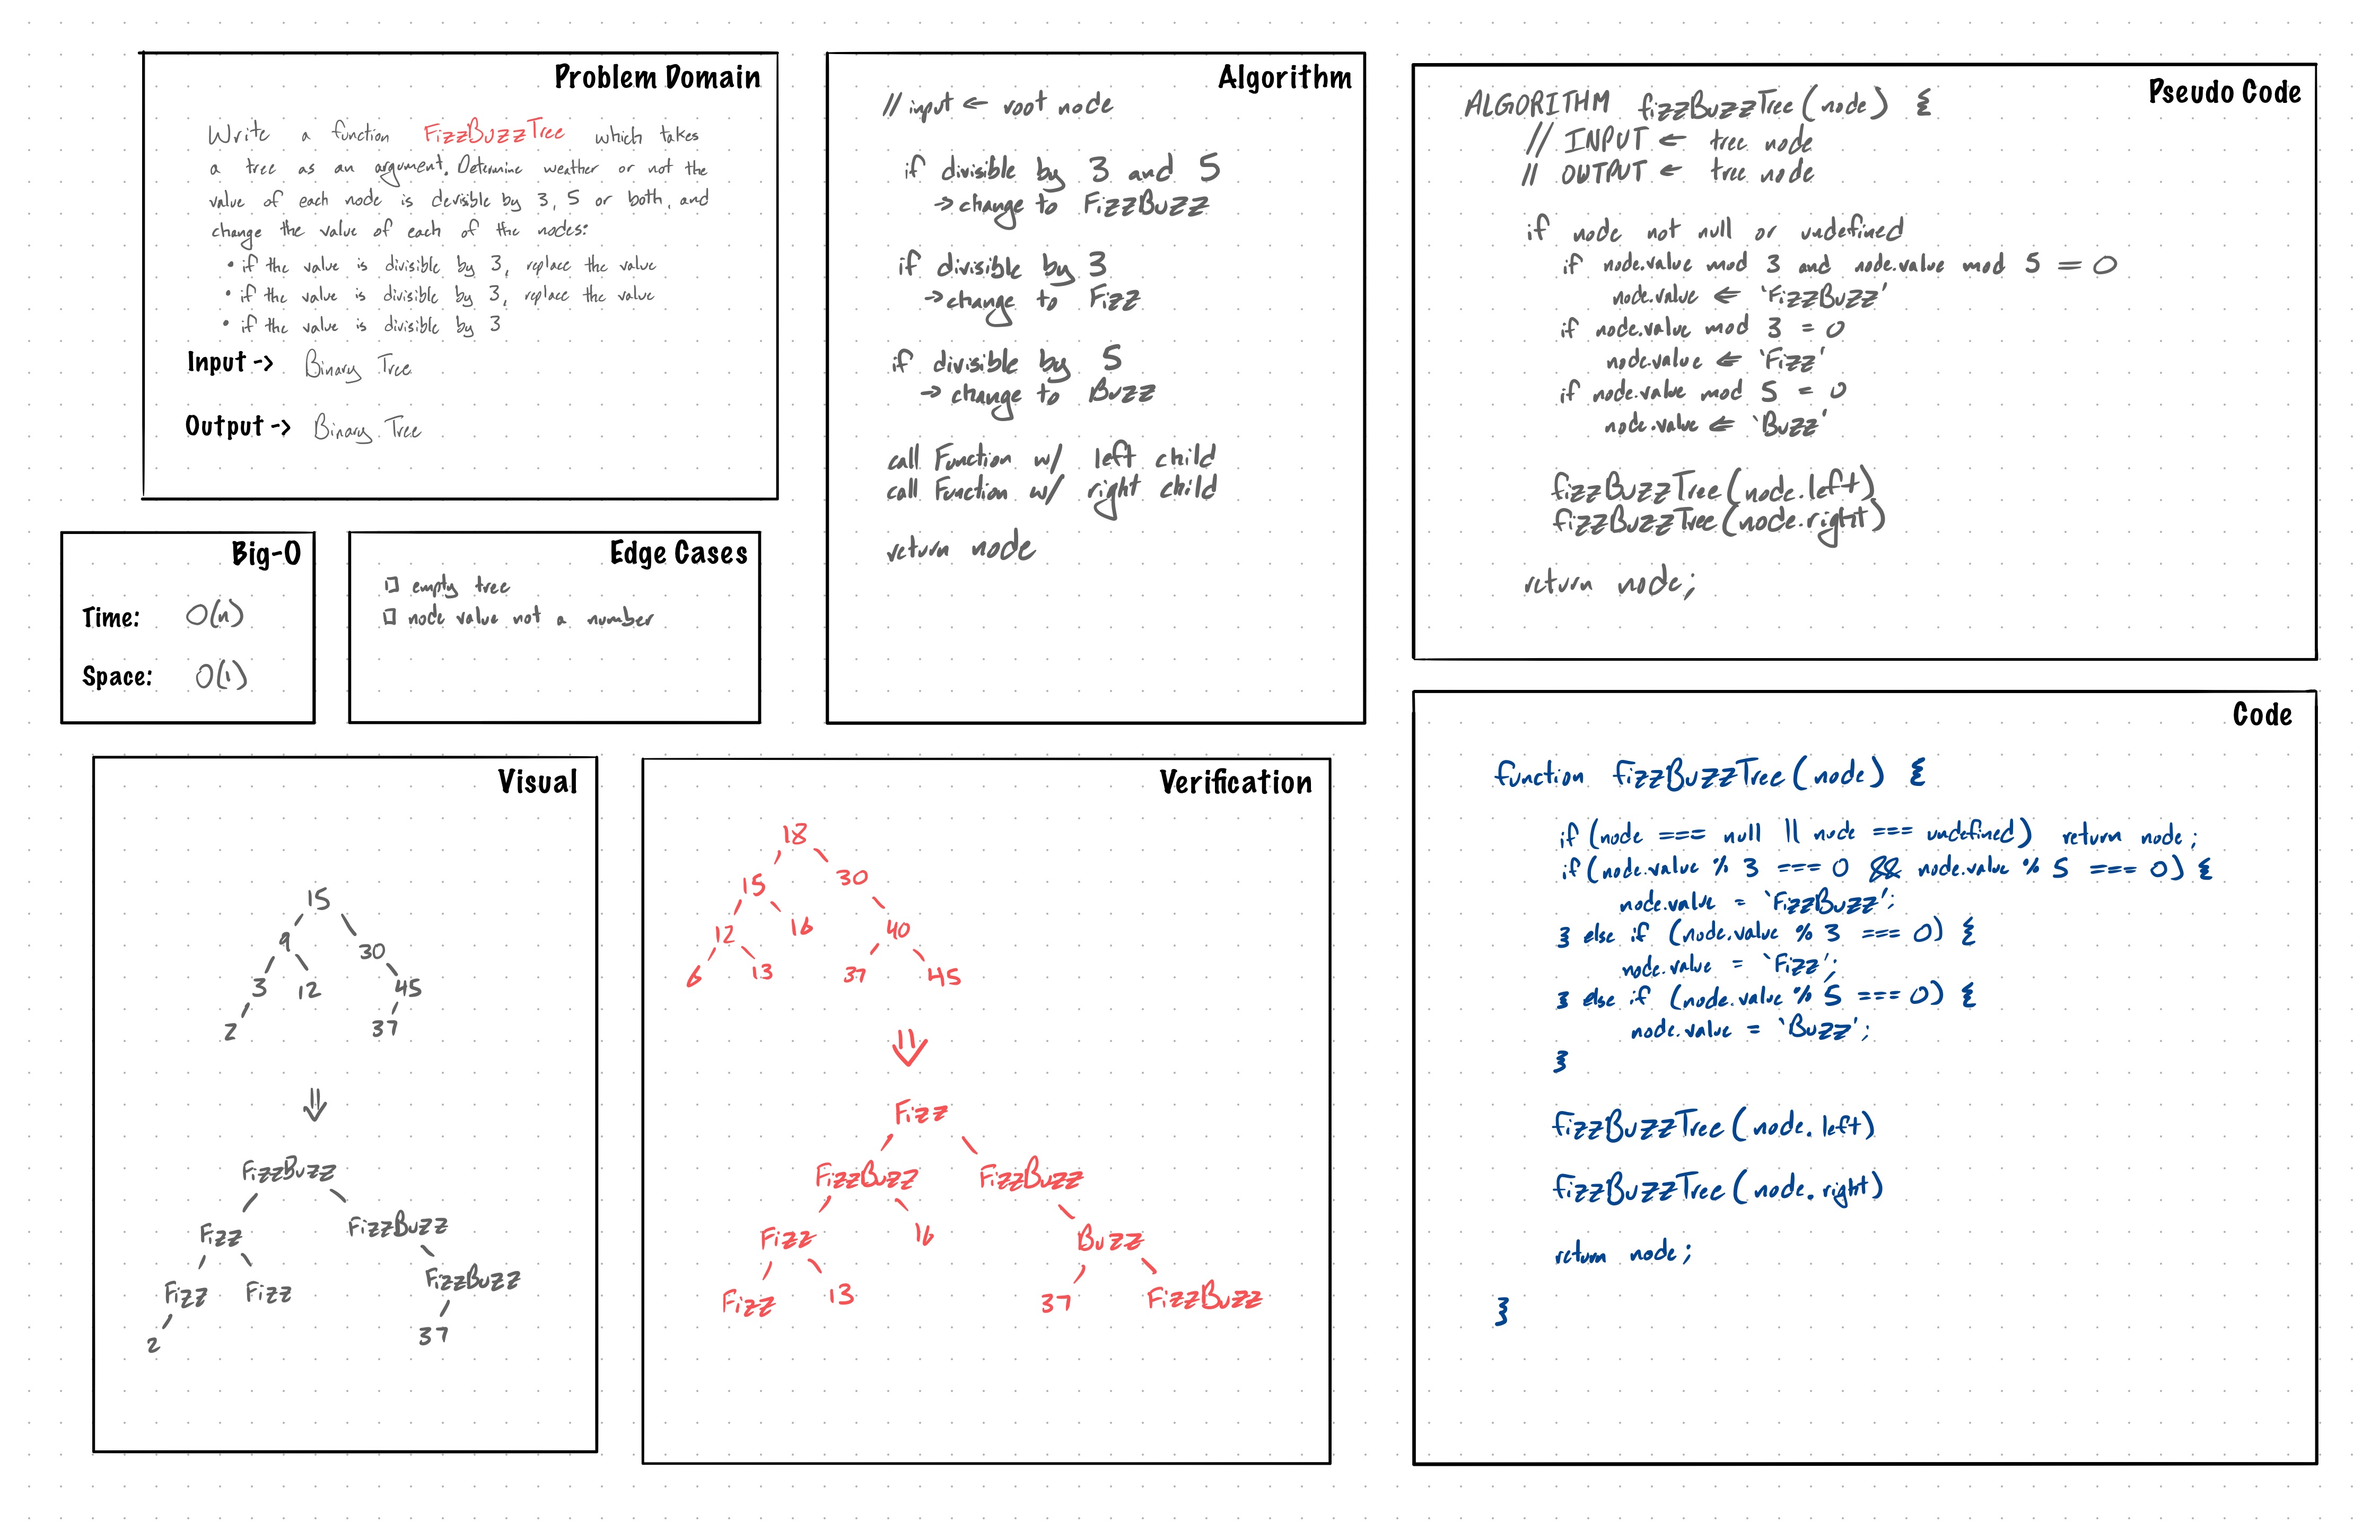 Problem Domain
Write a function FizzBuzzTree which takes
a tree as an argument. Determine weather or not the
value of each node is devisible by 3, 5 or both, and
change the value of each of the nodes:
• if the value is divisible by 3, replace the value
• if the value is divisible by 3, replace the value
• if the value is divisible by 3
Input -> Binary Tree
Output -> Binary Tree
Big-O
Time: O(n)
Space: O(1)
Edge Cases
empty tree
node value not a number
Algorithm
// input ← root node
if divisible by 3 and 5
→ change to FizzBuzz
if divisible by 3
→ change to Fizz
if divisible by 5
→ change to Buzz
call Function w/ left child
call Function w/ right child
return node
Pseudo Code
ALGORITHM fizzBuzzTree(node) {
// INPUT ← tree node
// OUTPUT ← tree node
if node not null or undefined
if node.value mod 3 and node.value mod 5 == 0
node.value ⇐ `FizzBuzz'
if node.value mod 3 = 0
node.value ⇐ `Fizz'
if node.value mod 5 = 0
node.value ⇐ `Buzz'
fizzBuzzTree(node.left)
fizzBuzzTree(node.right)
return node;
Visual
15
9
30
3 12 45
2 37
⇓
FizzBuzz
Fizz FizzBuzz
Fizz Fizz FizzBuzz
2 37
Verification
18
15 30
12 16 40
6 13 37 45
⇓
Fizz
FizzBuzz FizzBuzz
Fizz 16 Buzz
Fizz 13 37 FizzBuzz
Code
function fizzBuzzTree(node) {
if (node === null || node === undefined) return node;
if (node.value % 3 === 0 && node.value % 5 === 0) {
node.value = `FizzBuzz';
} else if (node.value % 3 === 0) {
node.value = `Fizz';
} else if (node.value % 5 === 0) {
node.value = `Buzz';
}
fizzBuzzTree(node.left)
fizzBuzzTree(node.right)
return node;
}